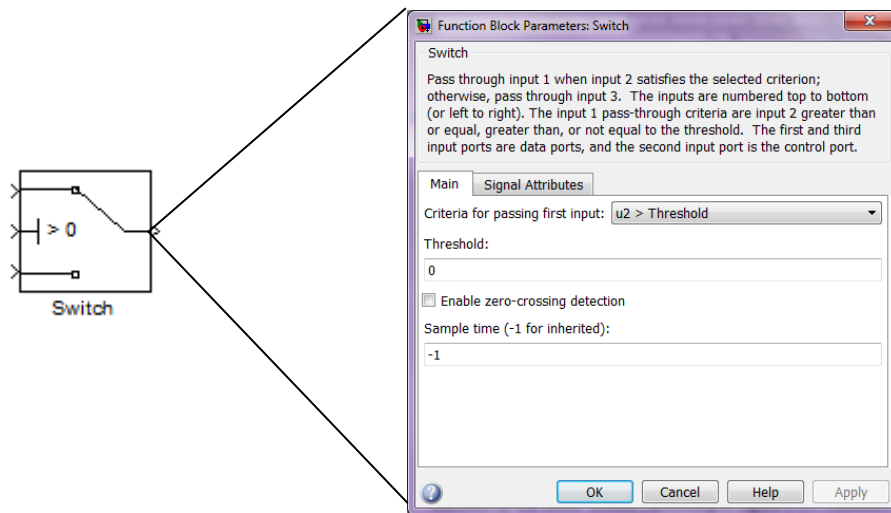 > 0
Switch
Function Block Parameters: Switch
Switch
Pass through input 1 when input 2 satisfies the selected criterion;
otherwise, pass through input 3.  The inputs are numbered top to bottom
(or left to right). The input 1 pass-through criteria are input 2 greater than
or equal, greater than, or not equal to the threshold.  The first and third
input ports are data ports, and the second input port is the control port.
Main Signal Attributes
Criteria for passing first input: u2 > Threshold
Threshold:
0
Enable zero-crossing detection
Sample time (-1 for inherited):
-1
OK Cancel Help Apply